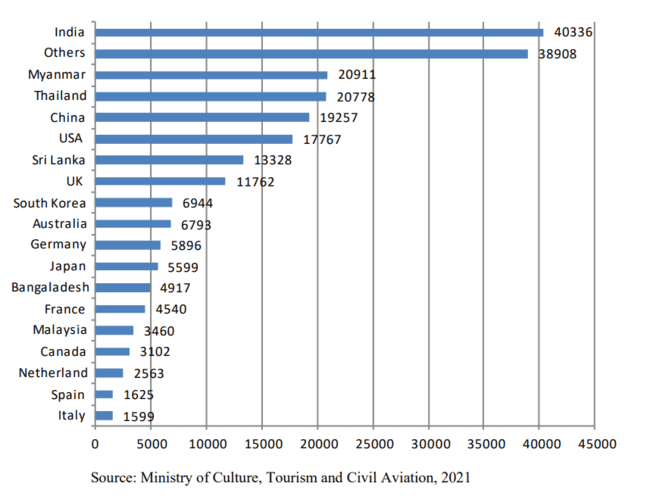 India 40336
Others 38908
Myanmar 20911
Thailand 20778
China 19257
USA 17767
Sri Lanka 13328
UK 11762
South Korea 6944
Australia 6793
Germany 5896
Japan 5599
Bangaladesh 4917
France 4540
Malaysia 3460
Canada 3102
Netherland 2563
Spain 1625
Italy 1599
0 5000 10000 15000 20000 25000 30000 35000 40000 45000
Source: Ministry of Culture, Tourism and Civil Aviation, 2021